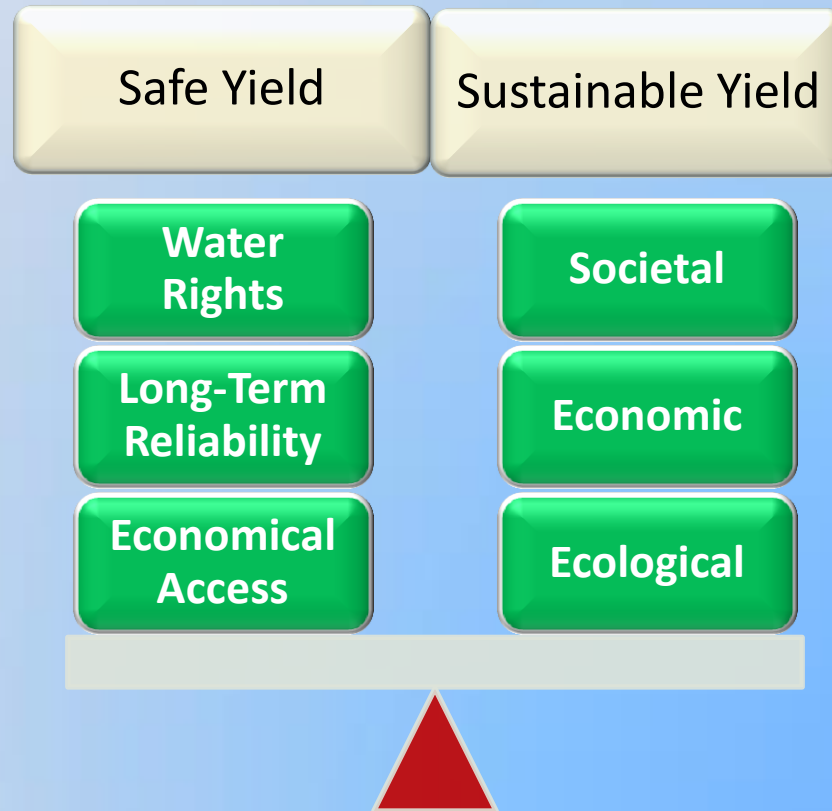 Safe Yield
Sustainable Yield
Water
Rights
Societal
Long-Term
Reliability
Economic
Economical
Access
Ecological